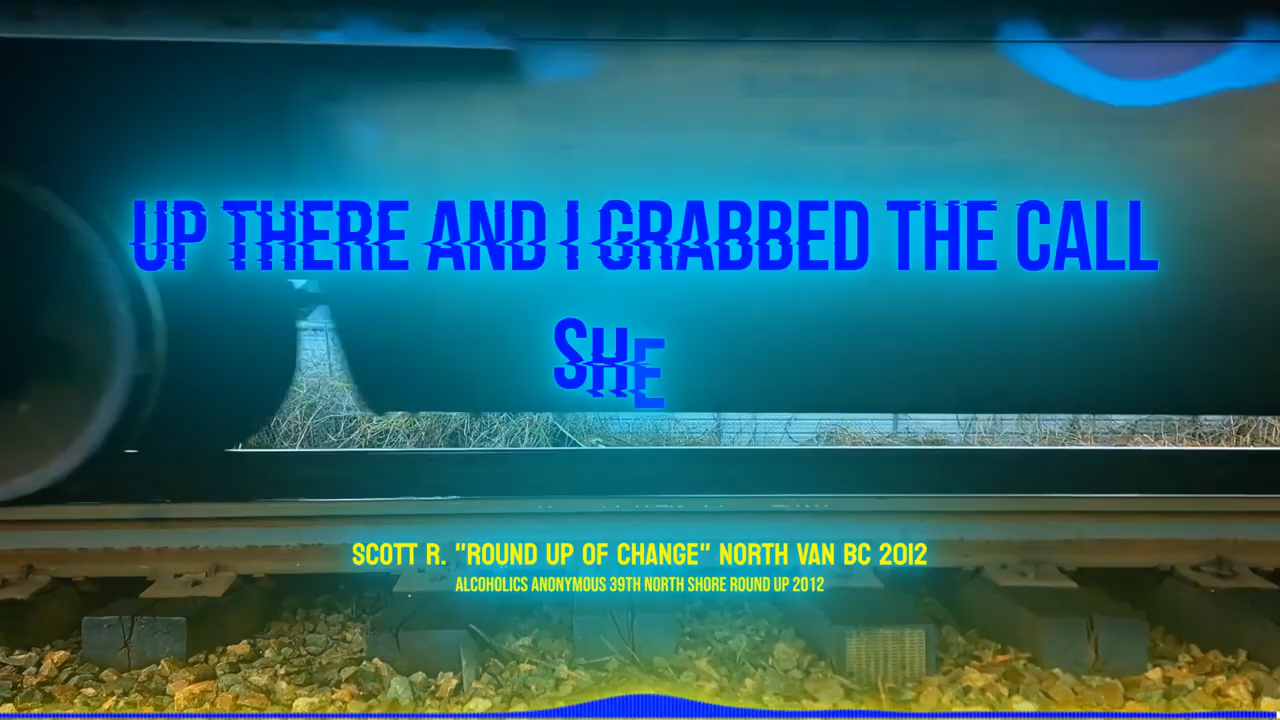 UP THERE AND I GRABBED THE CALL
SHE
SCOTT R. "ROUND UP OF CHANGE" NORTH VAN BC 2012
ALCOHOLICS ANONYMOUS 39TH NORTH SHORE ROUND UP 2012